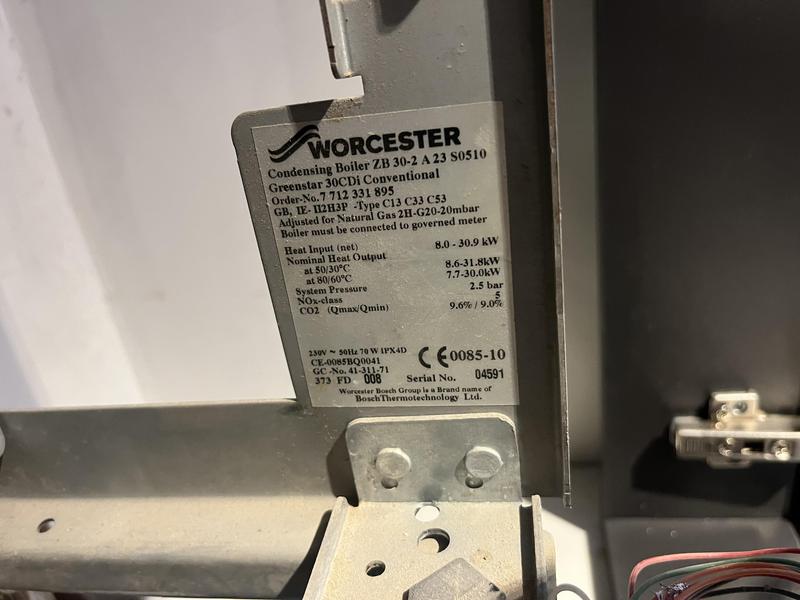 WORCESTER
Condensing Boiler ZB 30-2 A 23 S0510
Greenstar 30CDi Conventional
Order-No.7 712 331 895
GB, IE- II2H3P -Type C13 C33 C53
Adjusted for Natural Gas 2H-G20-20mbar
Boiler must be connected to governed meter
Heat Input (net) 8.0 - 30.9 kW
Nominal Heat Output
at 50/30°C 8.6-31.8kW
at 80/60°C 7.7-30.0kW
System Pressure 2.5 bar
NOx-class 5
CO2 (Qmax/Qmin) 9.6% / 9.0%
230V ~ 50Hz 70 W IPX4D
CE-0085BQ0041
GC -No. 41-311-71
CE 0085-10
373 FD 008 Serial No. 04591
Worcester Bosch Group is a Brand name of
BoschThermotechnology Ltd.